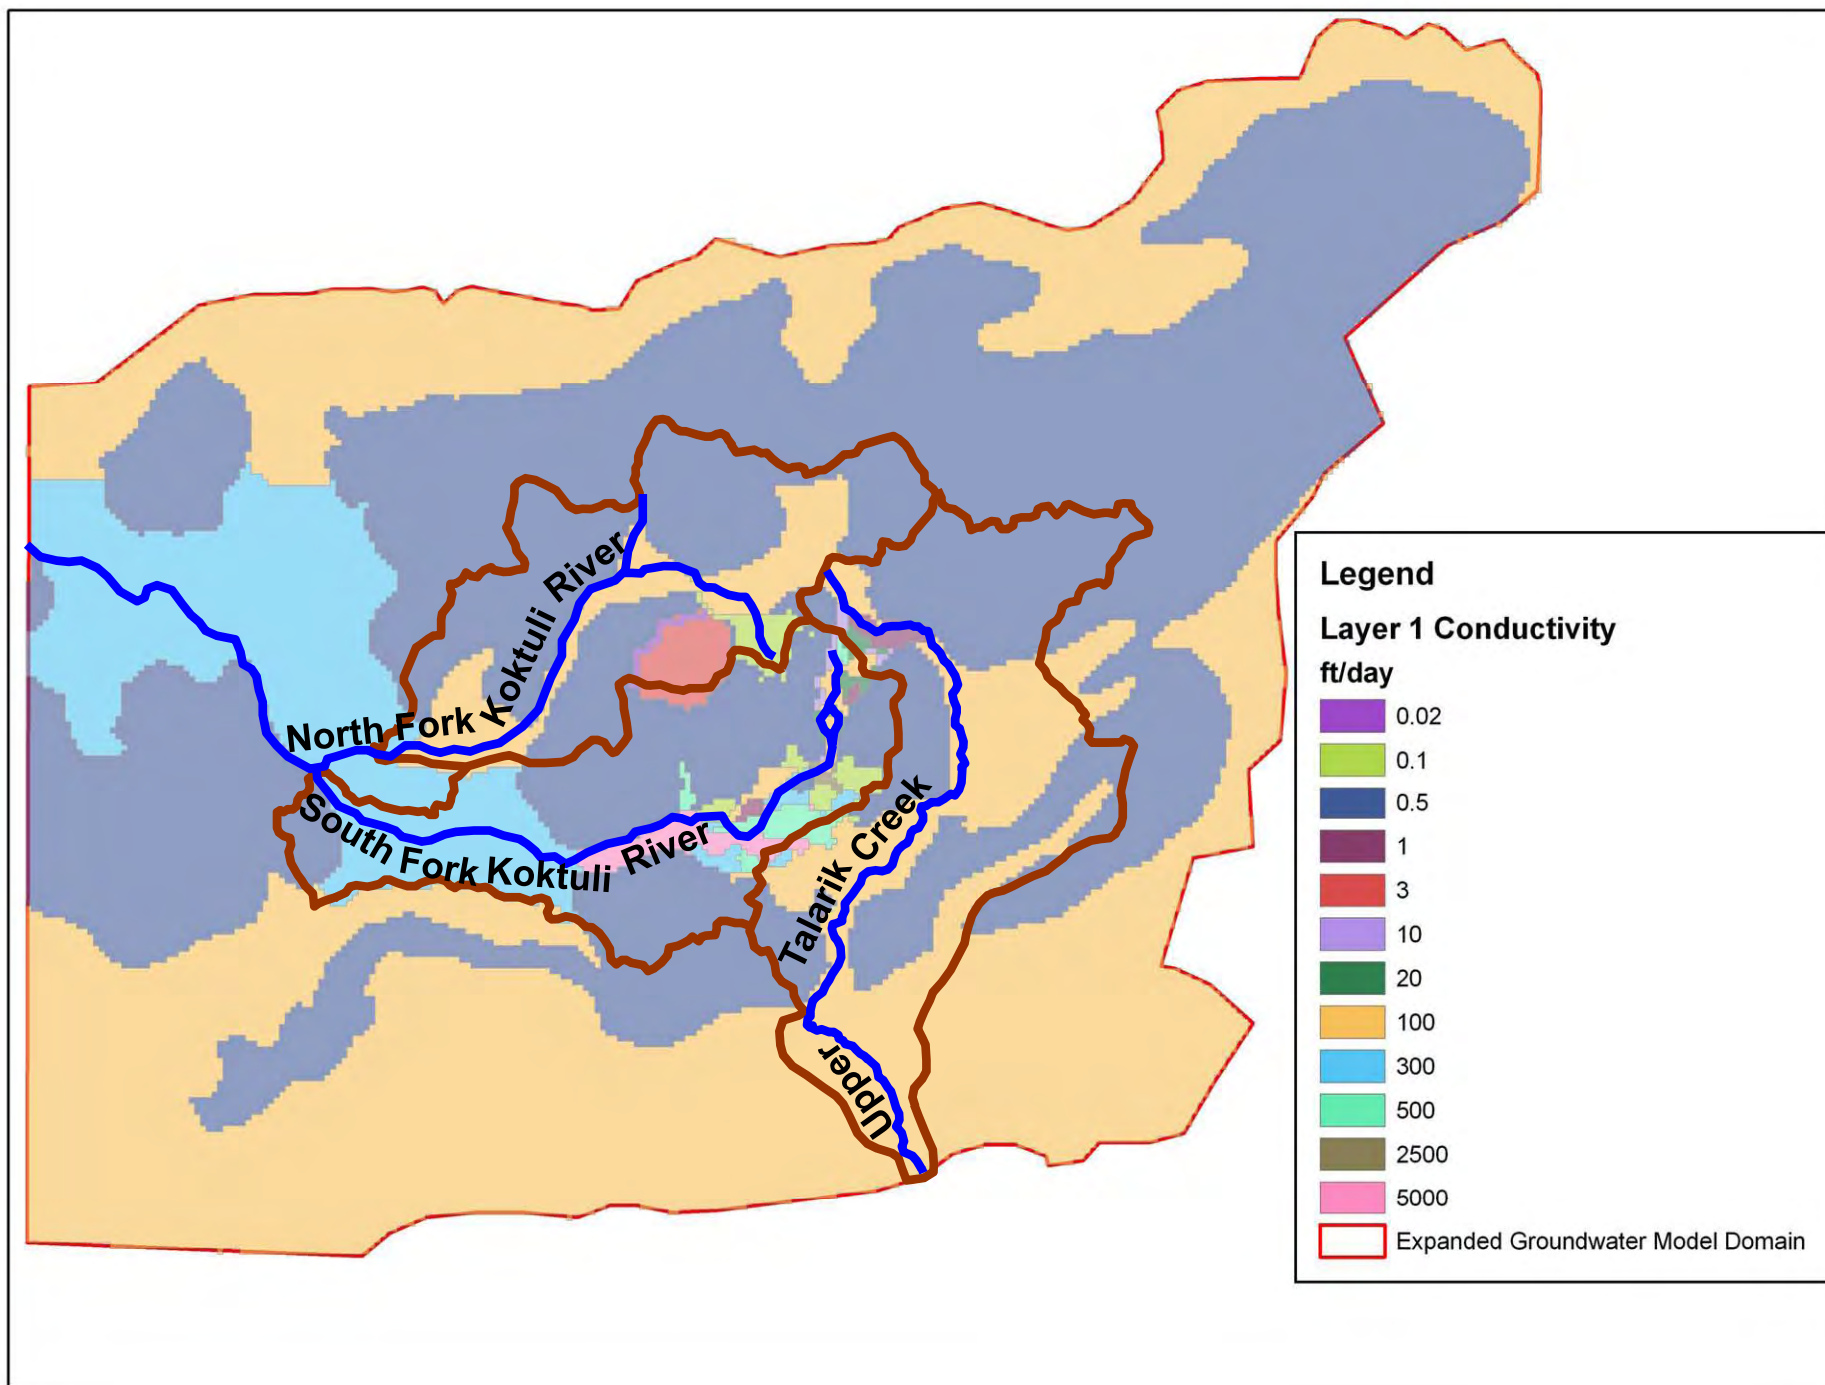 North Fork Koktuli River
South Fork Koktuli River
Upper Talarik Creek
Legend
Layer 1 Conductivity
ft/day
0.02
0.1
0.5
1
3
10
20
100
300
500
2500
5000
Expanded Groundwater Model Domain